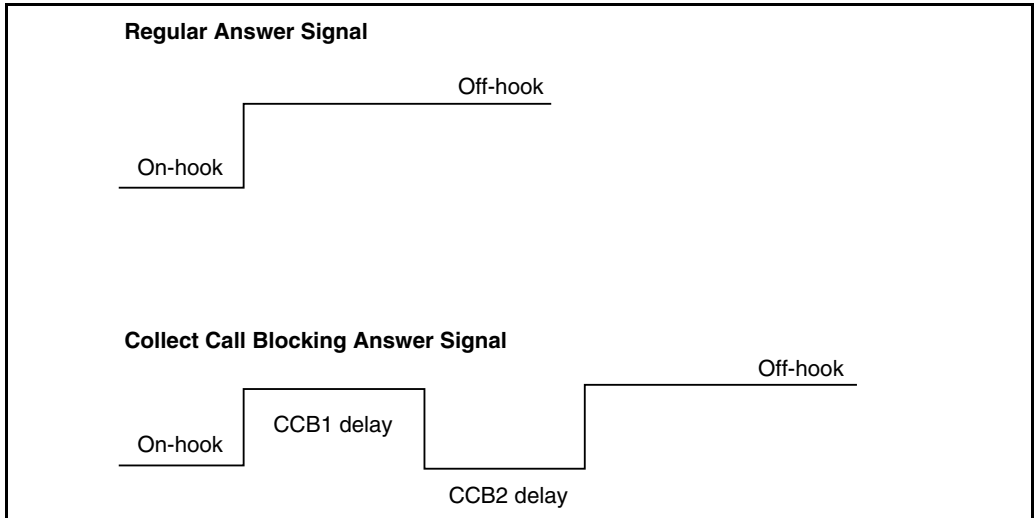 Regular Answer Signal
Off-hook
On-hook
Collect Call Blocking Answer Signal
Off-hook
CCB1 delay
On-hook
CCB2 delay